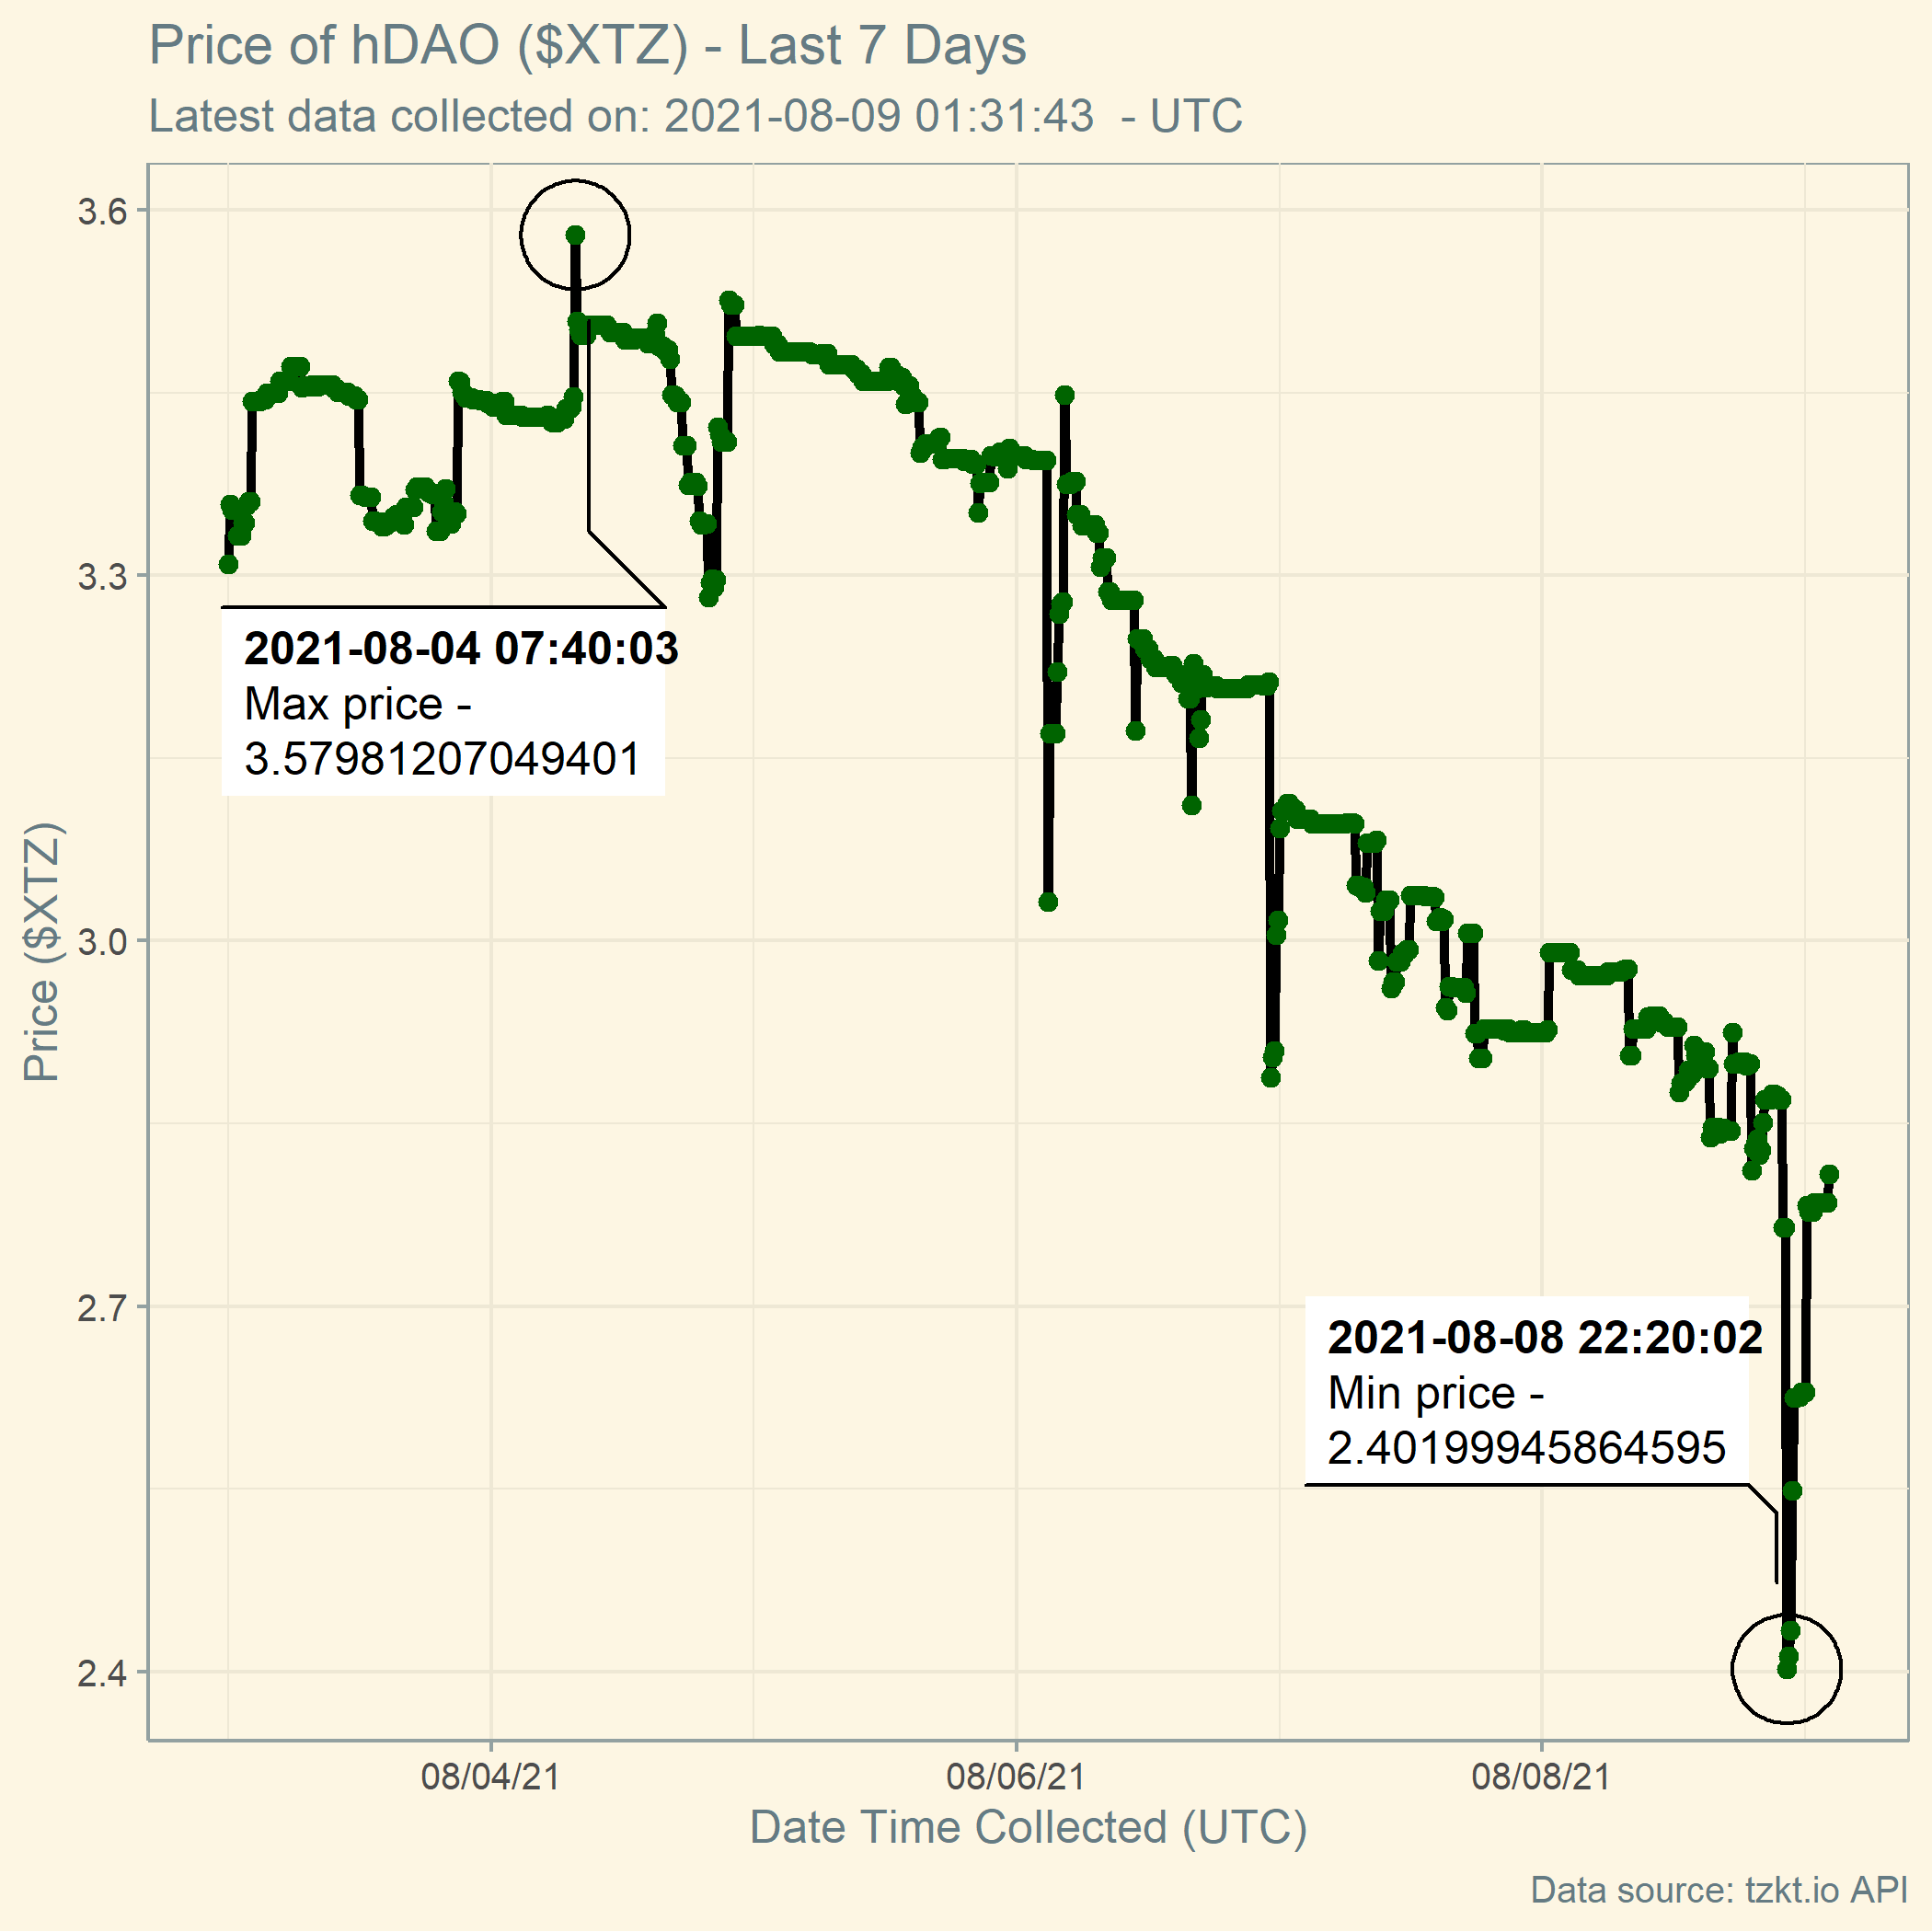 Price of hDAO ($XTZ) - Last 7 Days
Latest data collected on: 2021-08-09 01:31:43  - UTC
3.6
3.3
3.0
2.7
2.4
Price ($XTZ)
2021-08-04 07:40:03
Max price -
3.57981207049401
2021-08-08 22:20:02
Min price -
2.401999945864595
08/04/21
08/06/21
08/08/21
Date Time Collected (UTC)
Data source: tzkt.io API